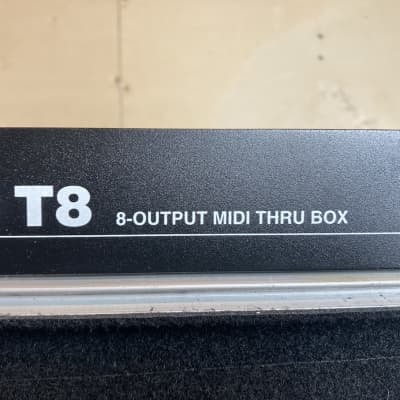 T8 8-OUTPUT MIDI THRU BOX